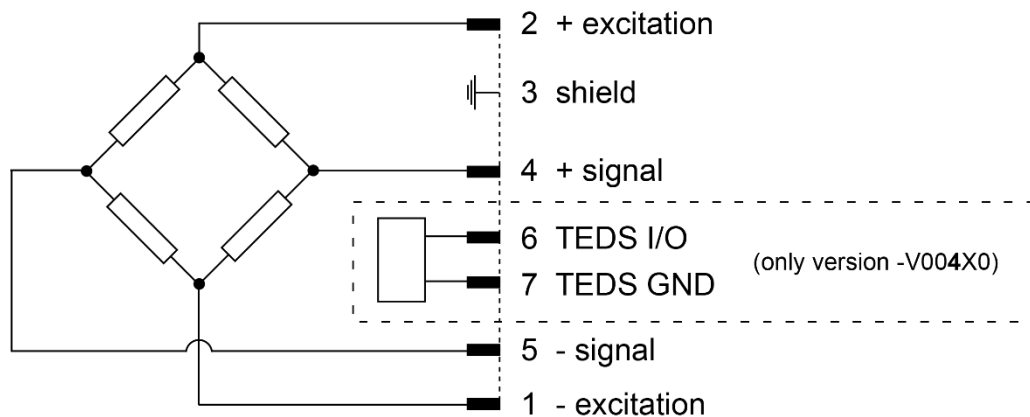 2 + excitation
3 shield
4 + signal
6 TEDS I/O
(only version -V004X0)
7 TEDS GND
5 - signal
1 - excitation